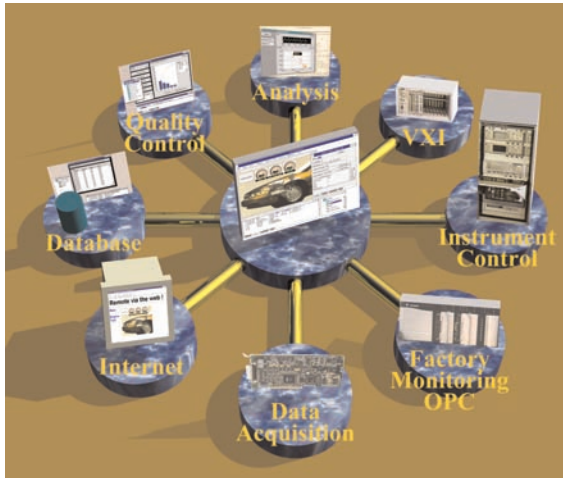 Analysis
Quality
Control
VXI
Database
Instrument
Control
Remote via the web !
Internet
Factory
Monitoring
OPC
Data
Acquisition